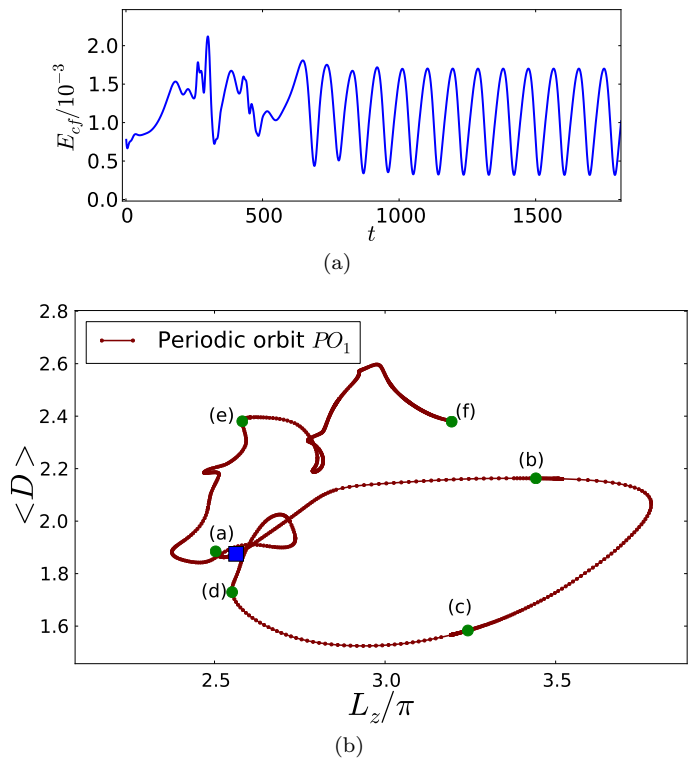 E_{cf}/10^{-3}
2.0
1.5
1.0
0.5
0.0
0 500 1000 1500
t
(a)
<D>
2.8
2.6
2.4
2.2
2.0
1.8
1.6
Periodic orbit PO_1
(e)
(f)
(b)
(a)
(d)
(c)
2.5 3.0 3.5
L_z/π
(b)